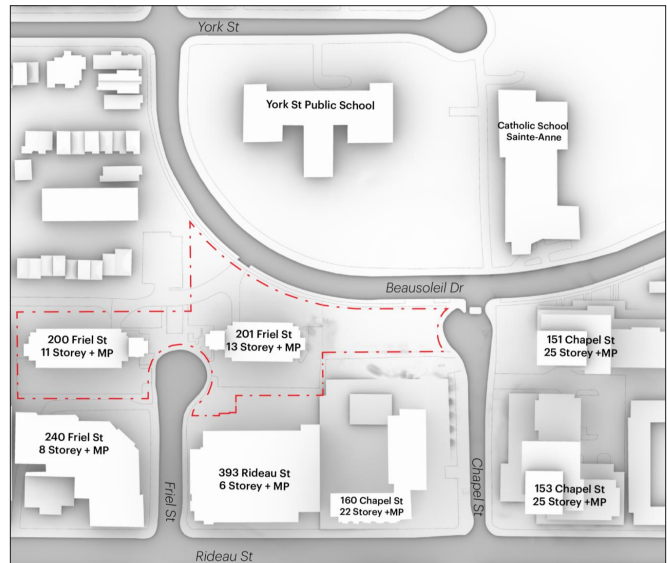 York St
York St Public School
Catholic School
Sainte-Anne
Beausoleil Dr
200 Friel St
11 Storey + MP
201 Friel St
13 Storey + MP
151 Chapel St
25 Storey +MP
240 Friel St
8 Storey + MP
393 Rideau St
6 Storey + MP
160 Chapel St
22 Storey +MP
153 Chapel St
25 Storey +MP
Friel St
Chapel St
Rideau St